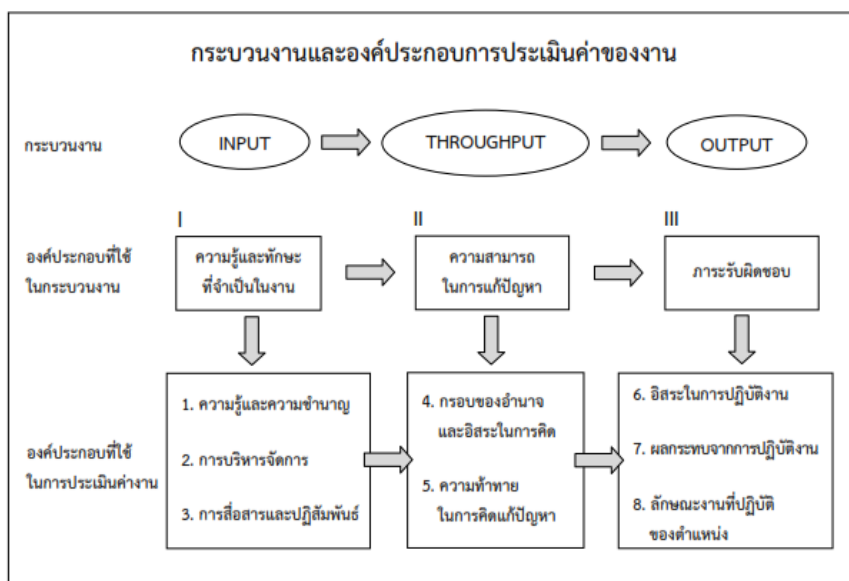 กระบวนงานและองค์ประกอบการประเมินค่าของงาน
กระบวนงาน
INPUT
THROUGHPUT
OUTPUT
I
II
III
องค์ประกอบที่ใช้
ในกระบวนงาน
ความรู้และทักษะ
ที่จำเป็นในงาน
ความสามารถ
ในการแก้ปัญหา
ภาระรับผิดชอบ
องค์ประกอบที่ใช้
ในการประเมินค่างาน
1. ความรู้และความชำนาญ
2. การบริหารจัดการ
3. การสื่อสารและปฏิสัมพันธ์
4. กรอบของอำนาจ
และอิสระในการคิด
5. ความท้าทาย
ในการคิดแก้ปัญหา
6. อิสระในการปฏิบัติงาน
7. ผลกระทบจากการปฏิบัติงาน
8. ลักษณะงานที่ปฏิบัติ
ของตำแหน่ง